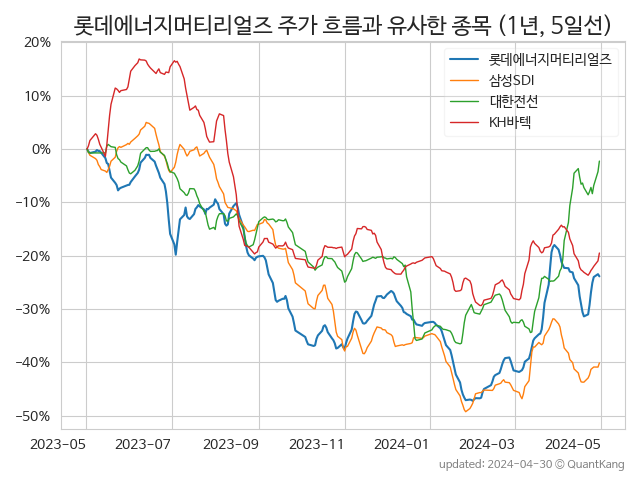 롯데에너지머티리얼즈 주가 흐름과 유사한 종목 (1년, 5일선)
20%
10%
0%
−10%
−20%
−30%
−40%
−50%
롯데에너지머티리얼즈
삼성SDI
대한전선
KH바텍
2023-05 2023-07 2023-09 2023-11 2024-01 2024-03 2024-05
updated: 2024-04-30 © QuantKang